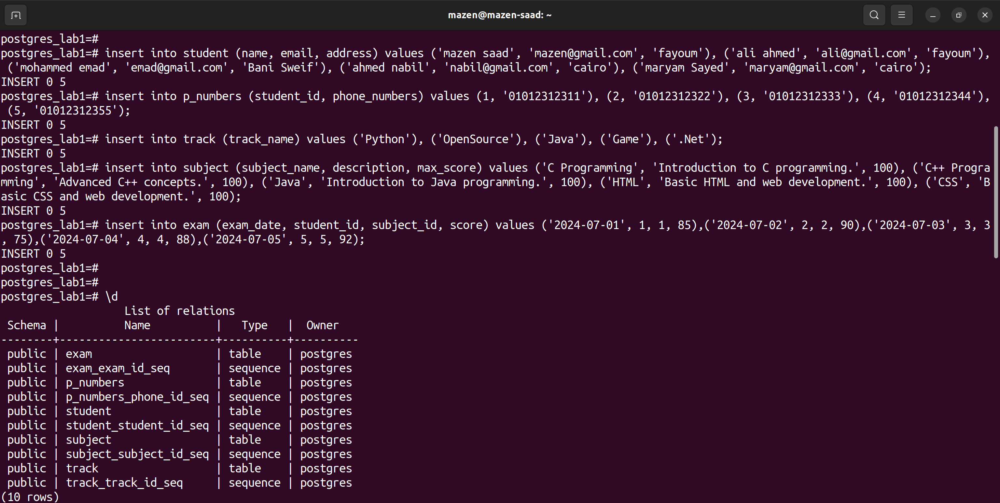 mazen@mazen-saad: ~
postgres_lab1=#
postgres_lab1=# insert into student (name, email, address) values ('mazen saad', 'mazen@gmail.com', 'fayoum'), ('ali ahmed', 'ali@gmail.com', 'fayoum'),
 ('mohammed emad', 'emad@gmail.com', 'Bani Sweif'), ('ahmed nabil', 'nabil@gmail.com', 'cairo'), ('maryam Sayed', 'maryam@gmail.com', 'cairo');
INSERT 0 5
postgres_lab1=# insert into p_numbers (student_id, phone_numbers) values (1, '01012312311'), (2, '01012312322'), (3, '01012312333'), (4, '01012312344'),
 (5, '01012312355');
INSERT 0 5
postgres_lab1=# insert into track (track_name) values ('Python'), ('OpenSource'), ('Java'), ('Game'), ('.Net');
INSERT 0 5
postgres_lab1=# insert into subject (subject_name, description, max_score) values ('C Programming', 'Introduction to C programming.', 100), ('C++ Progra
mming', 'Advanced C++ concepts.', 100), ('Java', 'Introduction to Java programming.', 100), ('HTML', 'Basic HTML and web development.', 100), ('CSS', 'B
asic CSS and web development.', 100);
INSERT 0 5
postgres_lab1=# insert into exam (exam_date, student_id, subject_id, score) values ('2024-07-01', 1, 1, 85),('2024-07-02', 2, 2, 90),('2024-07-03', 3, 3
, 75),('2024-07-04', 4, 4, 88),('2024-07-05', 5, 5, 92);
INSERT 0 5
postgres_lab1=#
postgres_lab1=#
postgres_lab1=# \d
                   List of relations
 Schema |          Name          |   Type   |  Owner
--------+------------------------+----------+----------
 public | exam                   | table    | postgres
 public | exam_exam_id_seq       | sequence | postgres
 public | p_numbers              | table    | postgres
 public | p_numbers_phone_id_seq | sequence | postgres
 public | student                | table    | postgres
 public | student_student_id_seq | sequence | postgres
 public | subject                | table    | postgres
 public | subject_subject_id_seq | sequence | postgres
 public | track                  | table    | postgres
 public | track_track_id_seq     | sequence | postgres
(10 rows)